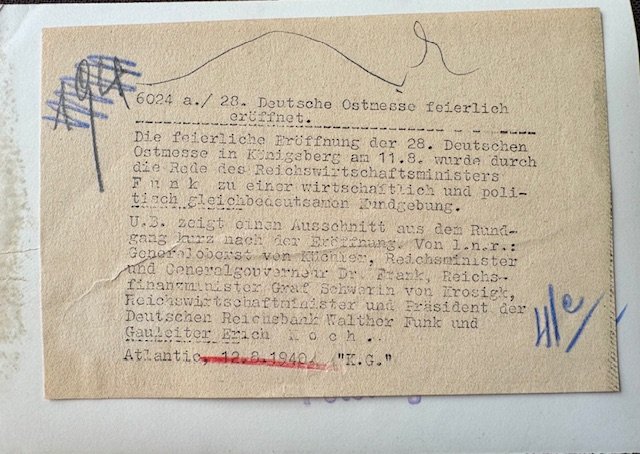 6024 a./ 28. Deutsche Ostmesse feierlich
eröffnet.
Die feierliche Eröffnung der 28. Deutschen
Ostmesse in Königsberg am 11.8. wurde durch
die Rede des Reichswirtschaftsministers
F u n k zu einer wirtschaftlich und poli-
tisch gleichbedeutsamen Kundgebung.
U.B. zeigt einen Ausschnitt aus dem Rund-
gang kurz nach der Eröffnung. Von l.n.r.:
Generaloberst von Küchler, Reichsminister
und Generalgouverneur Dr. Frank, Reichs-
finanzminister Graf Schwerin von Krosigk,
Reichswirtschaftminister und Präsident der
Deutschen Reichsbank Walther Funk und
Gauleiter Erich K o c h ..
Atlantic, 12.8.1940/ "K.G."